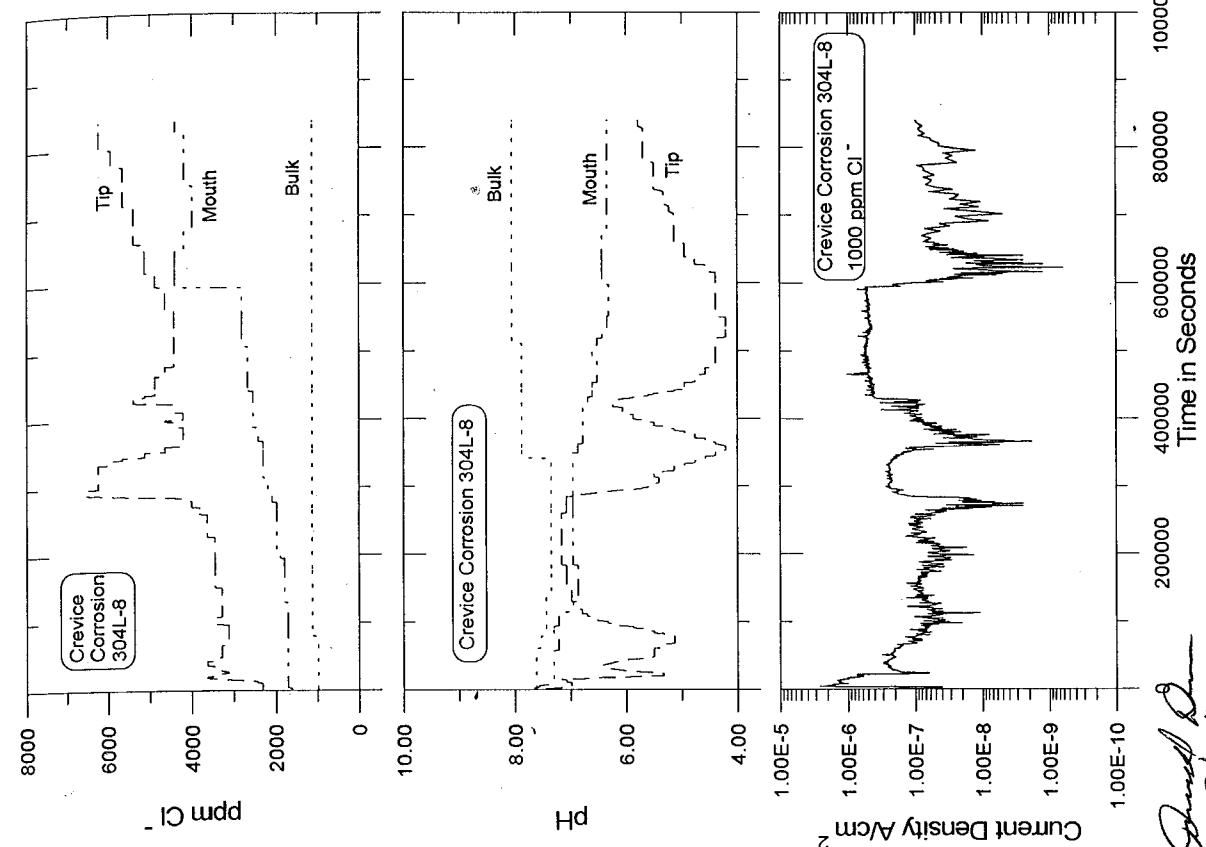 8000
6000
4000
2000
0
ppm Cl⁻
Crevice
Corrosion
304L-8
Tip
Mouth
Bulk
10.00
8.00
6.00
4.00
pH
Crevice Corrosion 304L-8
Bulk
Mouth
Tip
1.00E-5
1.00E-6
1.00E-7
1.00E-8
1.00E-9
1.00E-10
Current Density A/cm²
Crevice Corrosion 304L-8
1000 ppm Cl⁻
0
200000
400000
600000
800000
10000
Time in Seconds